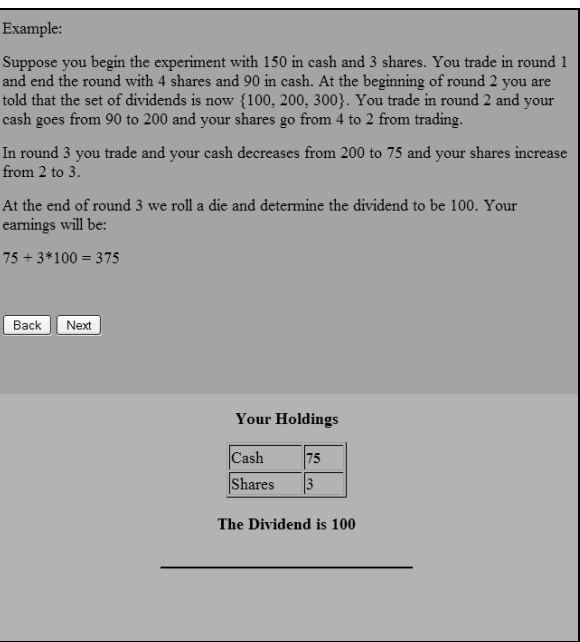 Example:
Suppose you begin the experiment with 150 in cash and 3 shares. You trade in round 1
and end the round with 4 shares and 90 in cash. At the beginning of round 2 you are
told that the set of dividends is now {100, 200, 300}. You trade in round 2 and your
cash goes from 90 to 200 and your shares go from 4 to 2 from trading.
In round 3 you trade and your cash decreases from 200 to 75 and your shares increase
from 2 to 3.
At the end of round 3 we roll a die and determine the dividend to be 100. Your
earnings will be:
75 + 3*100 = 375
Back Next
Your Holdings
Cash 75
Shares 3
The Dividend is 100